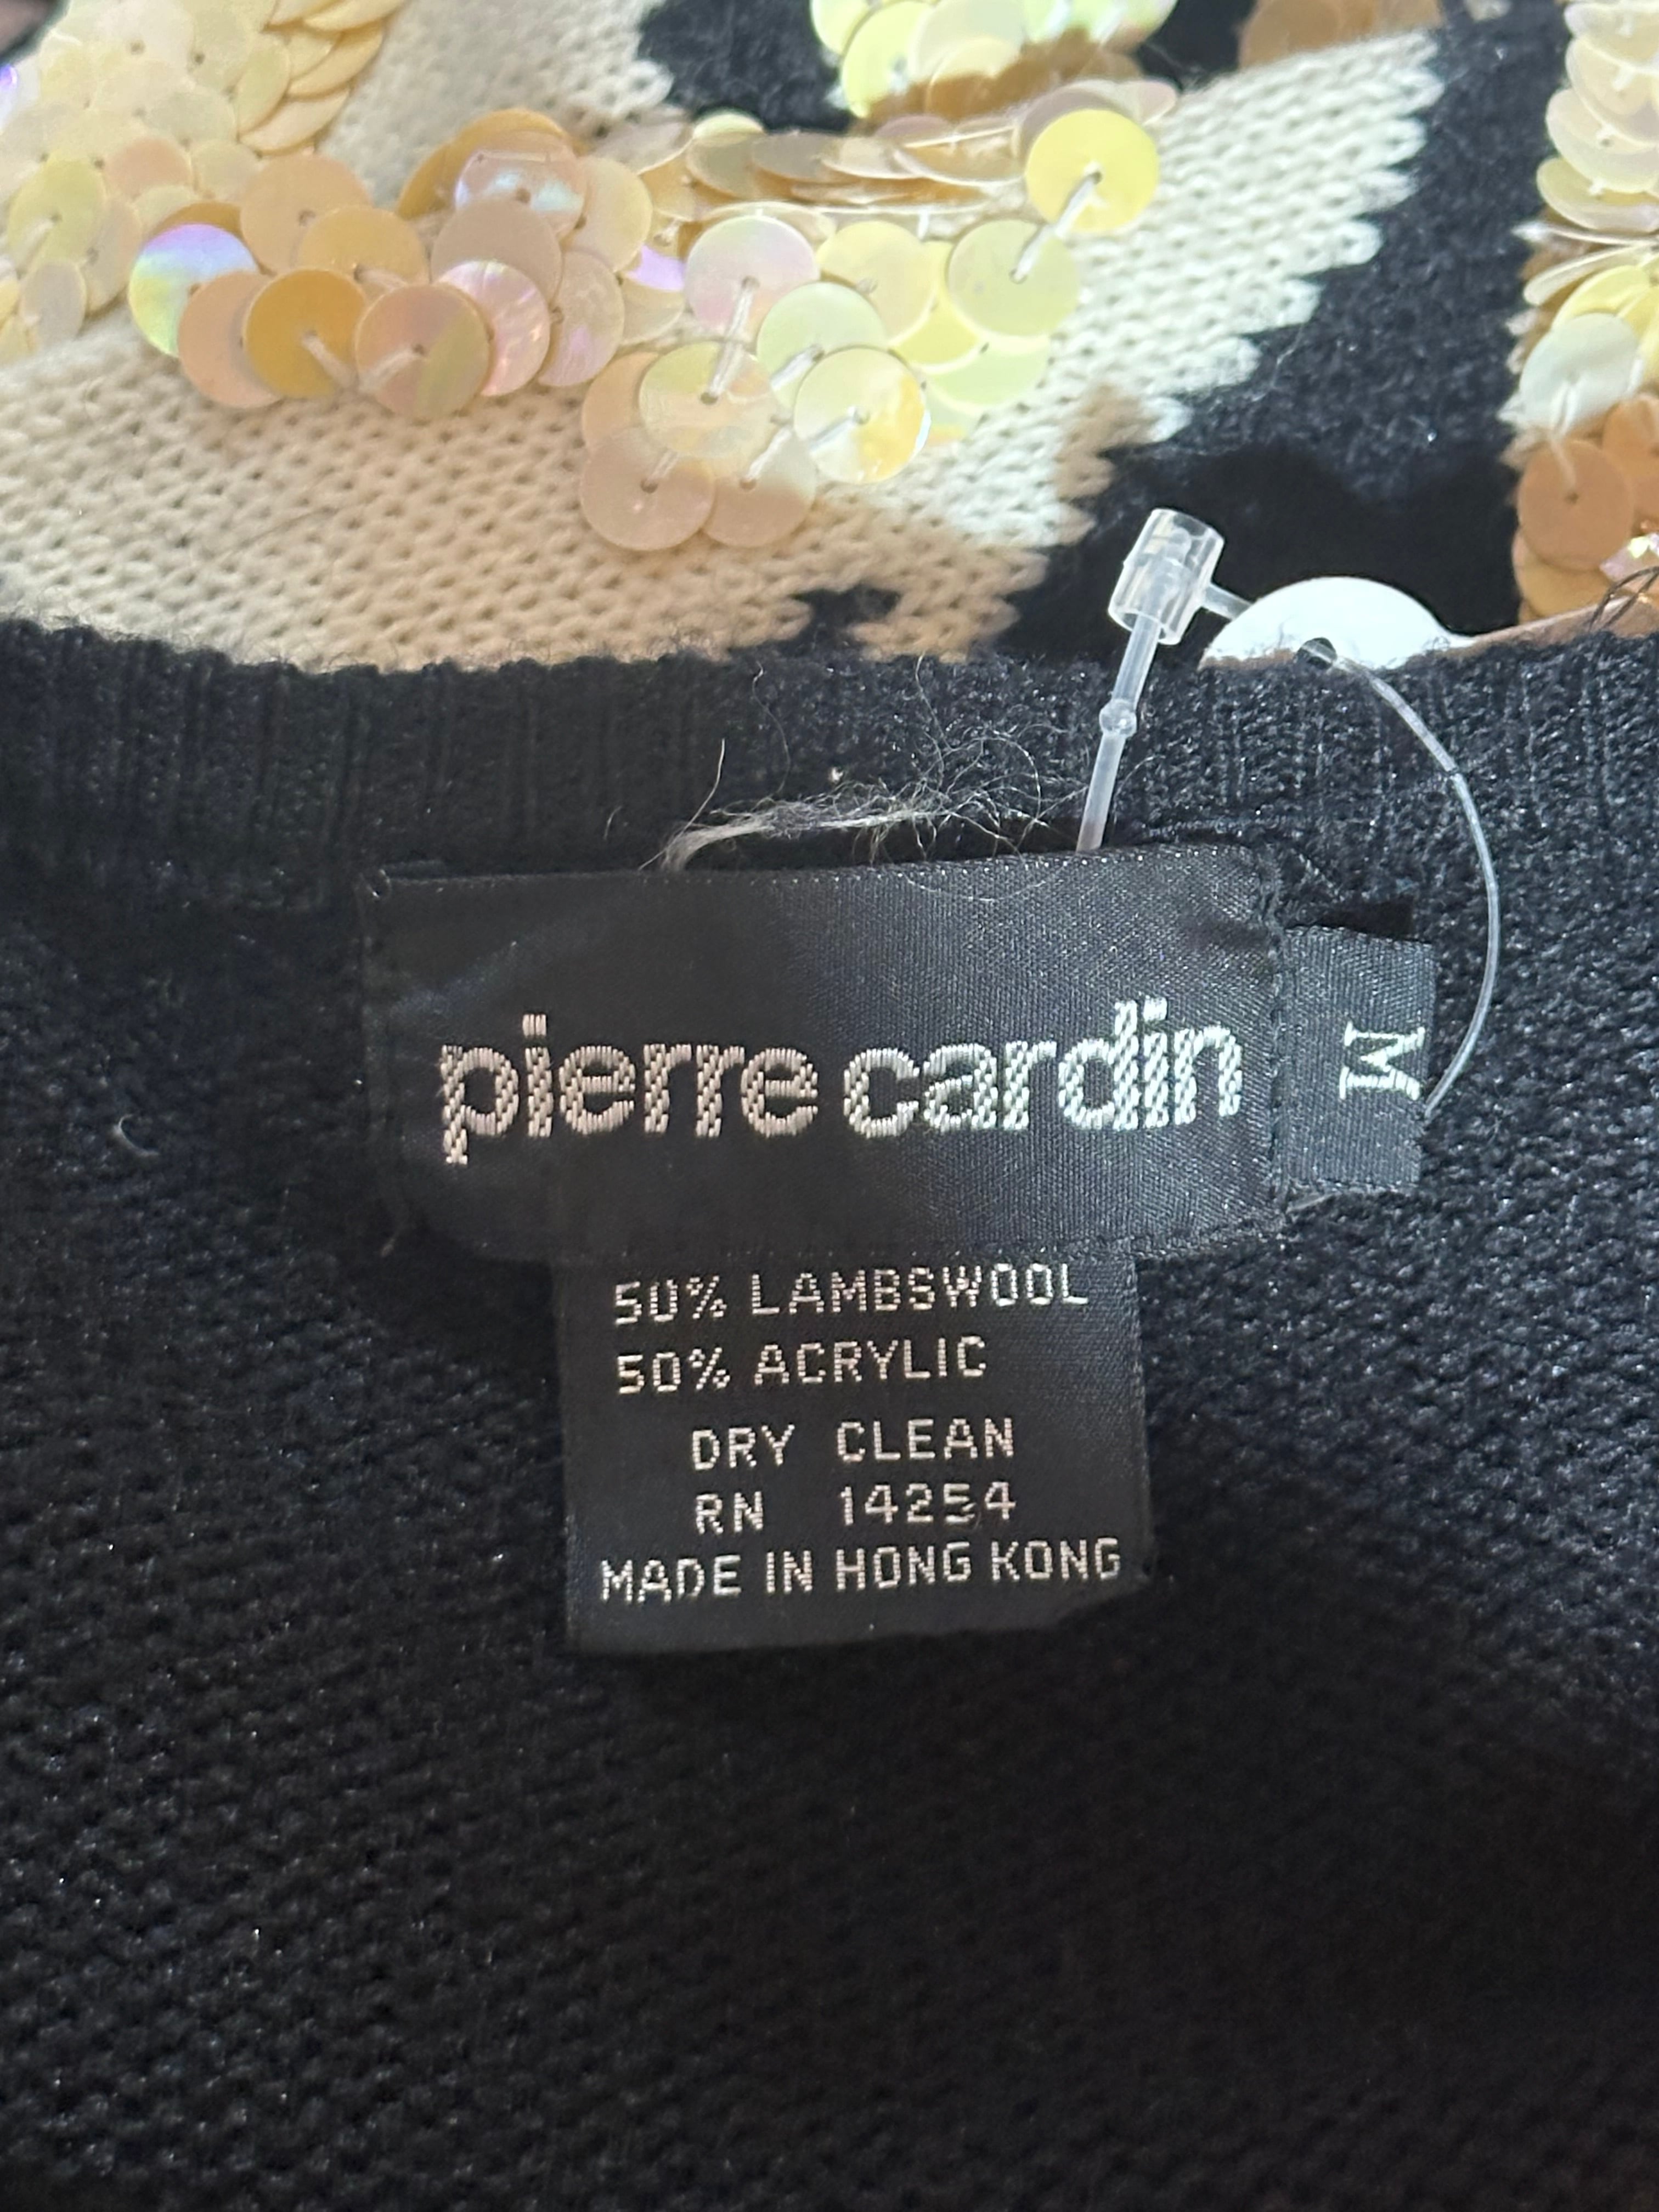 pierre cardin
M
50% LAMBSWOOL
50% ACRYLIC
DRY CLEAN
RN 14254
MADE IN HONG KONG